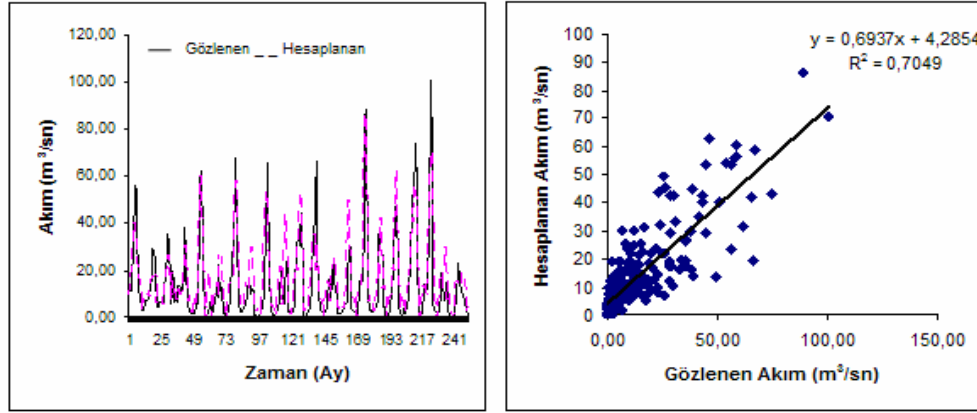 120,00
100,00
80,00
60,00
40,00
20,00
0,00
Gözlenen _ _ Hesaplanan
Akım (m³/sn)
1 25 49 73 97 121 145 169 193 217 241
Zaman (Ay)
y = 0,6937x + 4,2854
R² = 0,7049
100
90
80
70
60
50
40
30
20
10
0
Hesaplanan Akım (m³/sn)
0,00 50,00 100,00 150,00
Gözlenen Akım (m³/sn)